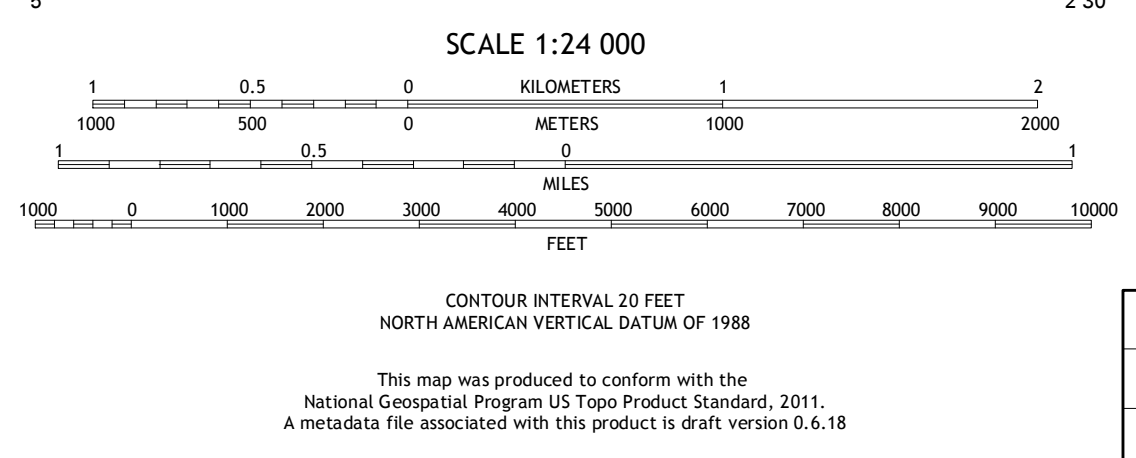 5 2 30
SCALE 1:24 000
1 0.5 0 KILOMETERS 1 2
1000 500 0 METERS 1000 2000
1 0.5 0 1
MILES
1000 0 1000 2000 3000 4000 5000 6000 7000 8000 9000 10000
FEET
CONTOUR INTERVAL 20 FEET
NORTH AMERICAN VERTICAL DATUM OF 1988
This map was produced to conform with the
National Geospatial Program US Topo Product Standard, 2011.
A metadata file associated with this product is draft version 0.6.18